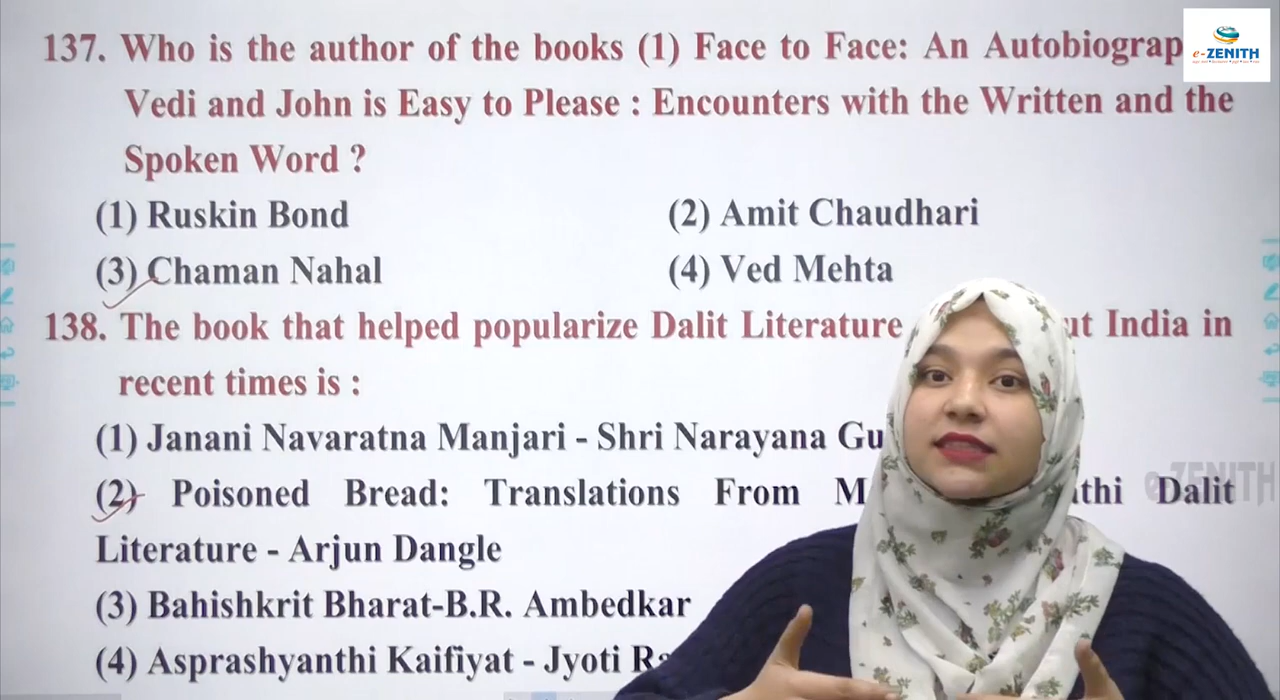 e-ZENITH
137. Who is the author of the books (1) Face to Face: An
Vedi and John is Easy to Please : Encounters with the Written and the
Spoken Word ?
(1) Ruskin Bond (2) Amit Chaudhari
(3) Chaman Nahal (4) Ved Mehta
138. The book that helped popularize Dalit Literature India in
recent times is :
(1) Janani Navaratna Manjari - Shri Narayana
(2) Poisoned Bread: Translations From Dalit
e-ZENITH
Literature - Arjun Dangle
(3) Bahishkrit Bharat-B.R. Ambedkar
(4) Asprashyanthi Kaifiyat - Jyoti